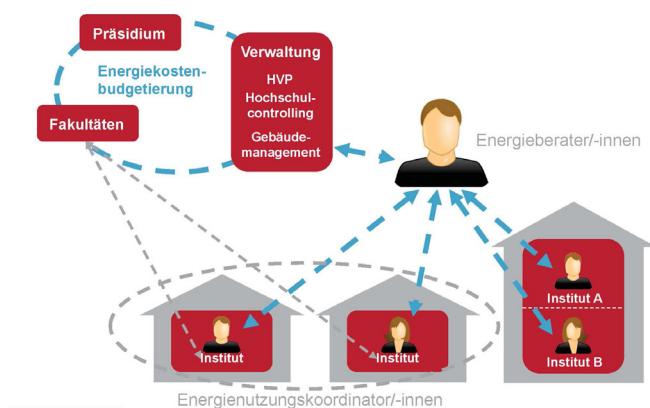 Präsidium
Verwaltung
HVP
Hochschul-
controlling
Gebäude-
management
Energiekosten-
budgetierung
Fakultäten
Energieberater/-innen
Institut
Institut
Institut A
Institut B
Energienutzungskoordinator/-innen